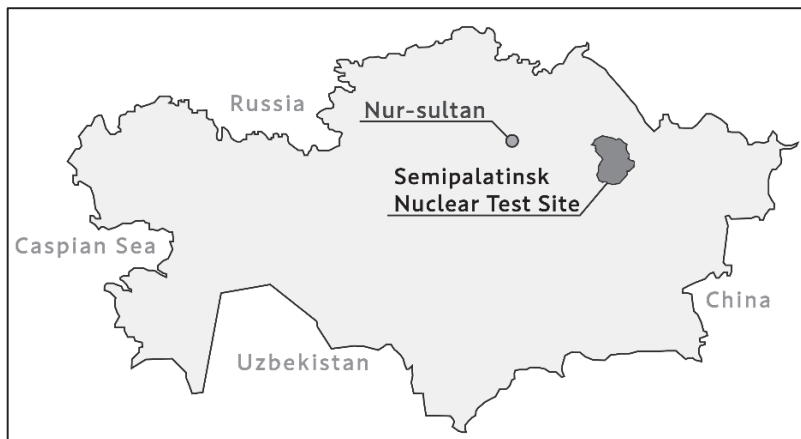 Russia
Nur-sultan
Semipalatinsk
Nuclear Test Site
Caspian Sea
China
Uzbekistan